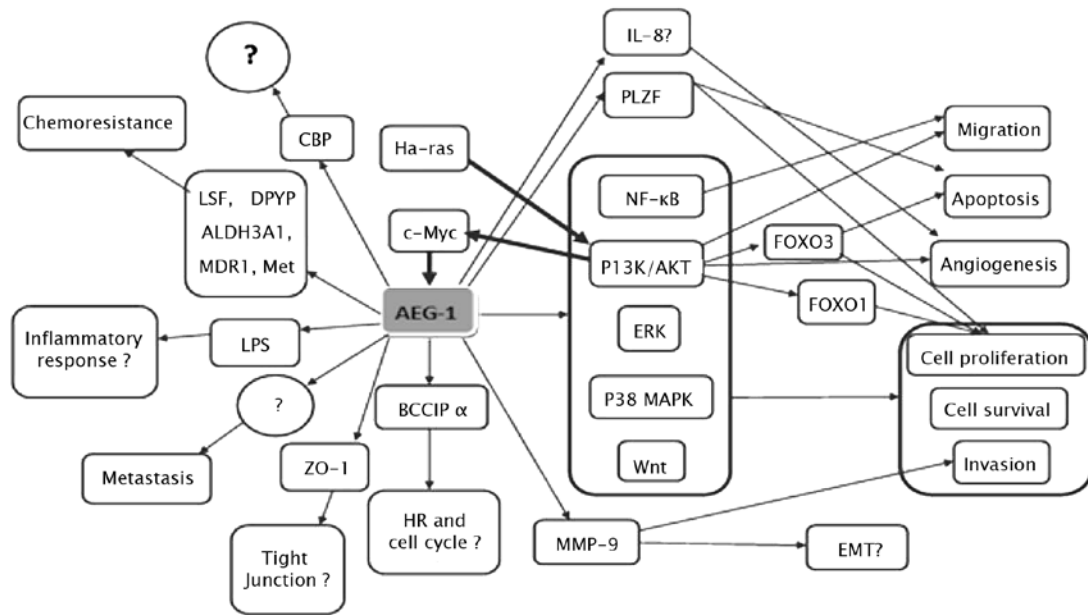 ?
Chemoresistance
CBP
LSF, DPYP
ALDH3A1,
MDR1, Met
Inflammatory
response ?
LPS
?
Metastasis
ZO-1
Tight
Junction ?
BCCIP α
HR and
cell cycle ?
Ha-ras
c-Myc
AEG-1
IL-8?
PLZF
NF-κB
P13K/AKT
ERK
P38 MAPK
Wnt
MMP-9
FOXO3
FOXO1
Migration
Apoptosis
Angiogenesis
Cell proliferation
Cell survival
Invasion
EMT?